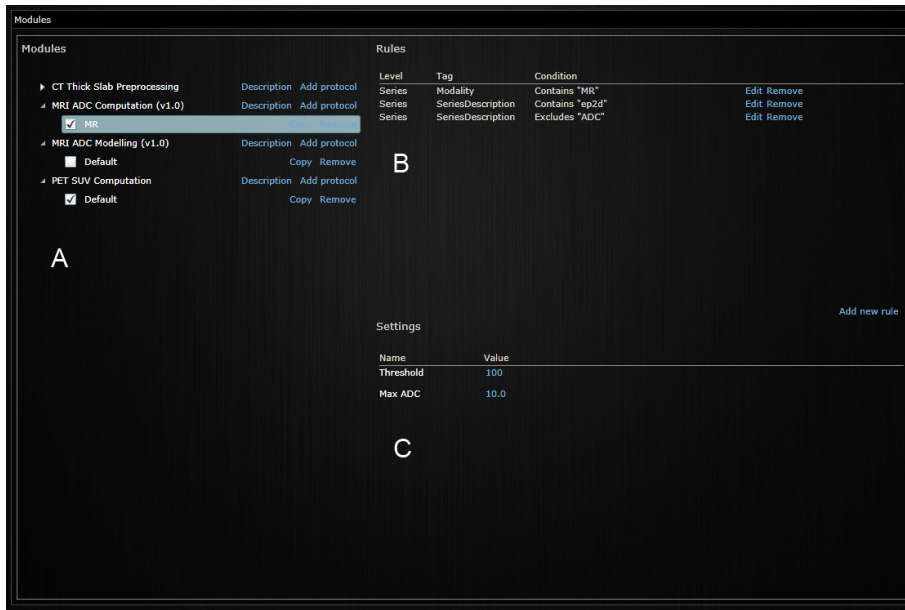 Modules
Modules
CT Thick Slab Preprocessing Description Add protocol
MRI ADC Computation (v1.0) Description Add protocol
MR Copy Remove
MRI ADC Modelling (v1.0) Description Add protocol
Default Copy Remove
PET SUV Computation Description Add protocol
Default Copy Remove
A
Rules
Level Tag Condition
Series Modality Contains "MR" Edit Remove
Series SeriesDescription Contains "ep2d" Edit Remove
Series SeriesDescription Excludes "ADC" Edit Remove
B
Add new rule
Settings
Name Value
Threshold 100
Max ADC 10.0
C